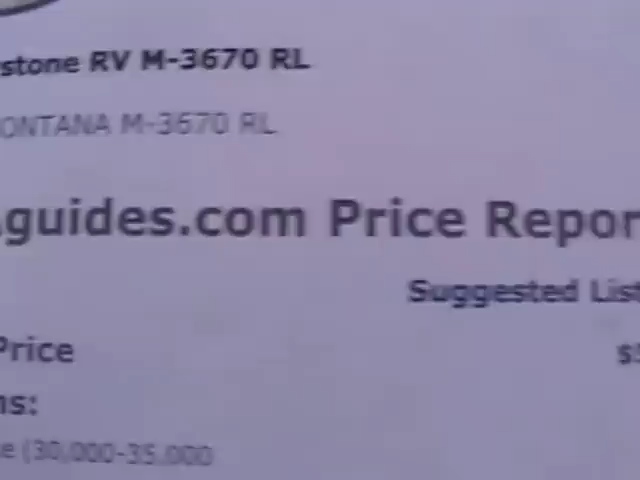 stone RV M-3670 RL
ONTANA M-3670 RL
guides.com Price Repor
Suggested List
Price
$
ns:
e (30,000-35,000